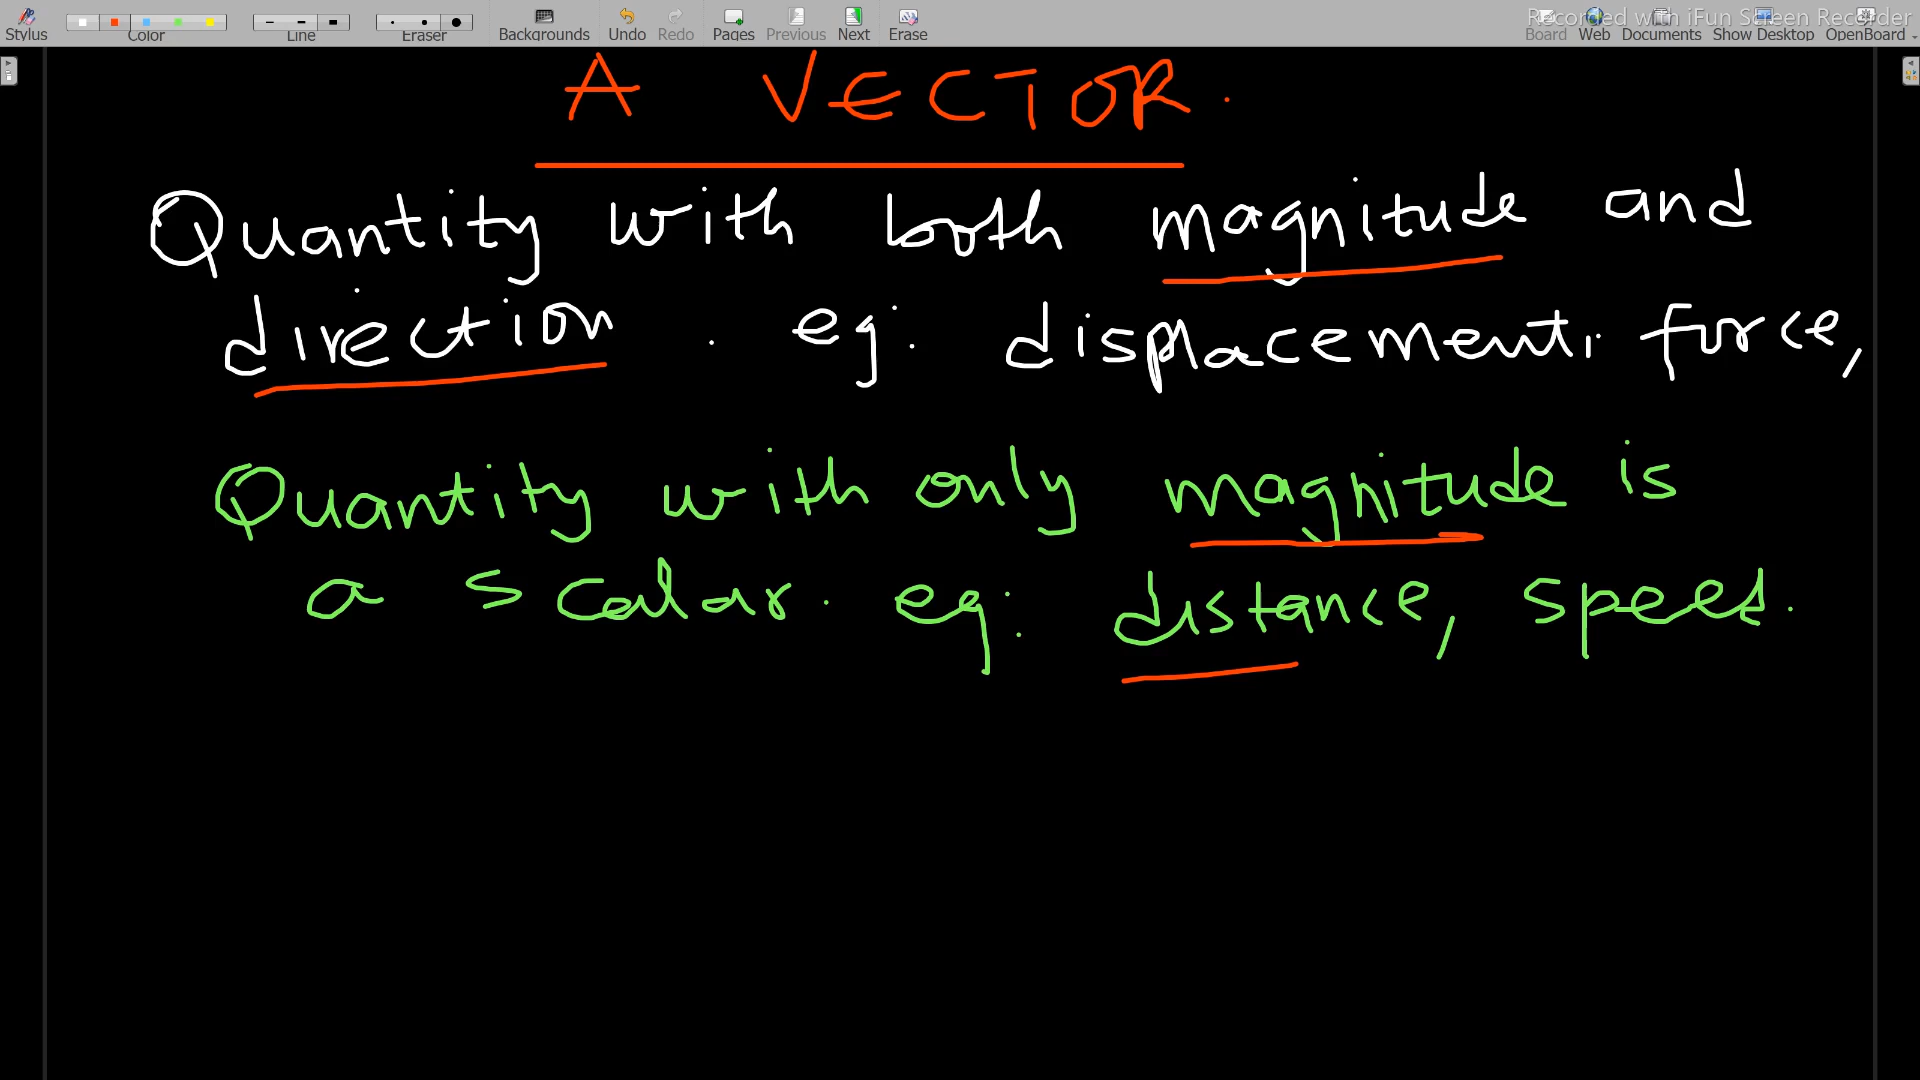 Recorded with iFun Screen Recorder
Stylus Color Line Eraser Backgrounds Undo Redo Pages Previous Next Erase Board Web Documents Show Desktop OpenBoard
A VECTOR.
Quantity with both magnitude and
direction. eg: displacement. force,
Quantity with only magnitude is
a scalar. eg: distance, speed.